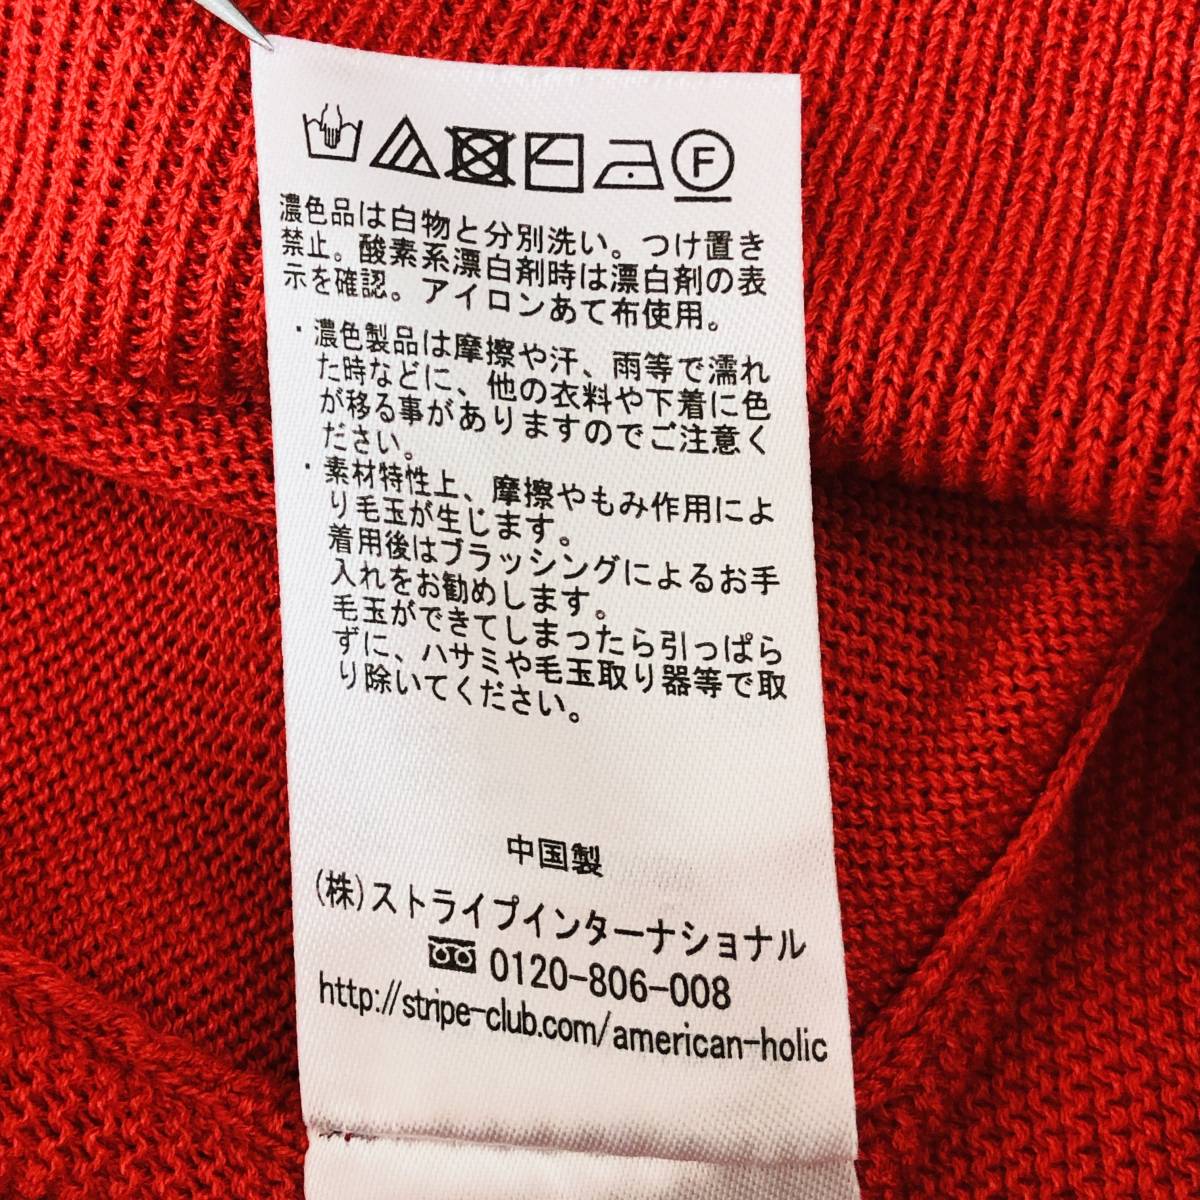 F
濃色品は白物と分別洗い。つけ置き
禁止。酸素系漂白剤時は漂白剤の表
示を確認。アイロンあて布使用。
・濃色製品は摩擦や汗、雨等で濡れ
た時などに、他の衣料や下着に色
が移る事がありますのでご注意く
ださい。
・素材特性上、摩擦やもみ作用によ
り毛玉が生じます。
着用後はブラッシングによるお手
入れをお勧めします。
毛玉ができてしまったら引っぱら
ずに、ハサミや毛玉取り器等で取
り除いてください。
中国製
(株)ストライプインターナショナル
0120-806-008
http://stripe-club.com/american-holic